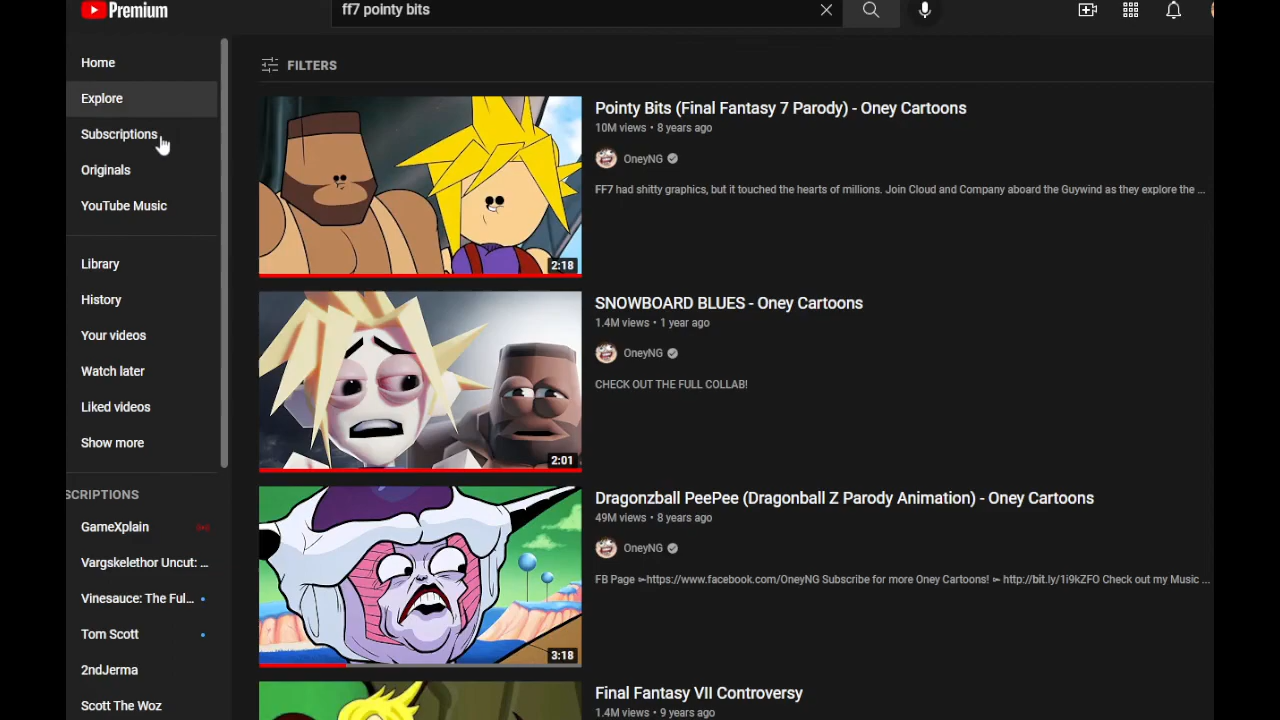 Premium
ff7 pointy bits
Home
Explore
Subscriptions
Originals
YouTube Music
Library
History
Your videos
Watch later
Liked videos
Show more
SCRIPTIONS
GameXplain
Vargskelethor Uncut: ...
Vinesauce: The Ful...
Tom Scott
2ndJerma
Scott The Woz
FILTERS
2:18
Pointy Bits (Final Fantasy 7 Parody) - Oney Cartoons
10M views • 8 years ago
OneyNG
FF7 had shitty graphics, but it touched the hearts of millions. Join Cloud and Company aboard the Guywind as they explore the ...
2:01
SNOWBOARD BLUES - Oney Cartoons
1.4M views • 1 year ago
OneyNG
CHECK OUT THE FULL COLLAB!
3:18
Dragonzball PeePee (Dragonball Z Parody Animation) - Oney Cartoons
49M views • 8 years ago
OneyNG
FB Page ➽https://www.facebook.com/OneyNG Subscribe for more Oney Cartoons! ➽ http://bit.ly/1i9kZFO Check out my Music ...
Final Fantasy VII Controversy
1.4M views • 9 years ago